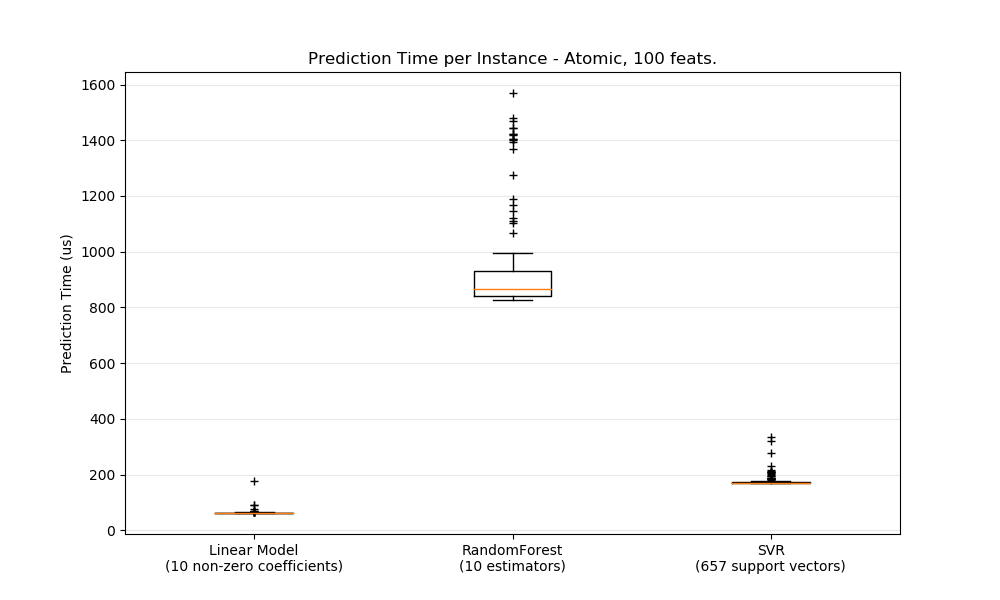 Prediction Time per Instance - Atomic, 100 feats.
1600
1400
1200
1000
800
600
400
200
0
Prediction Time (us)
Linear Model
(10 non-zero coefficients)
RandomForest
(10 estimators)
SVR
(657 support vectors)